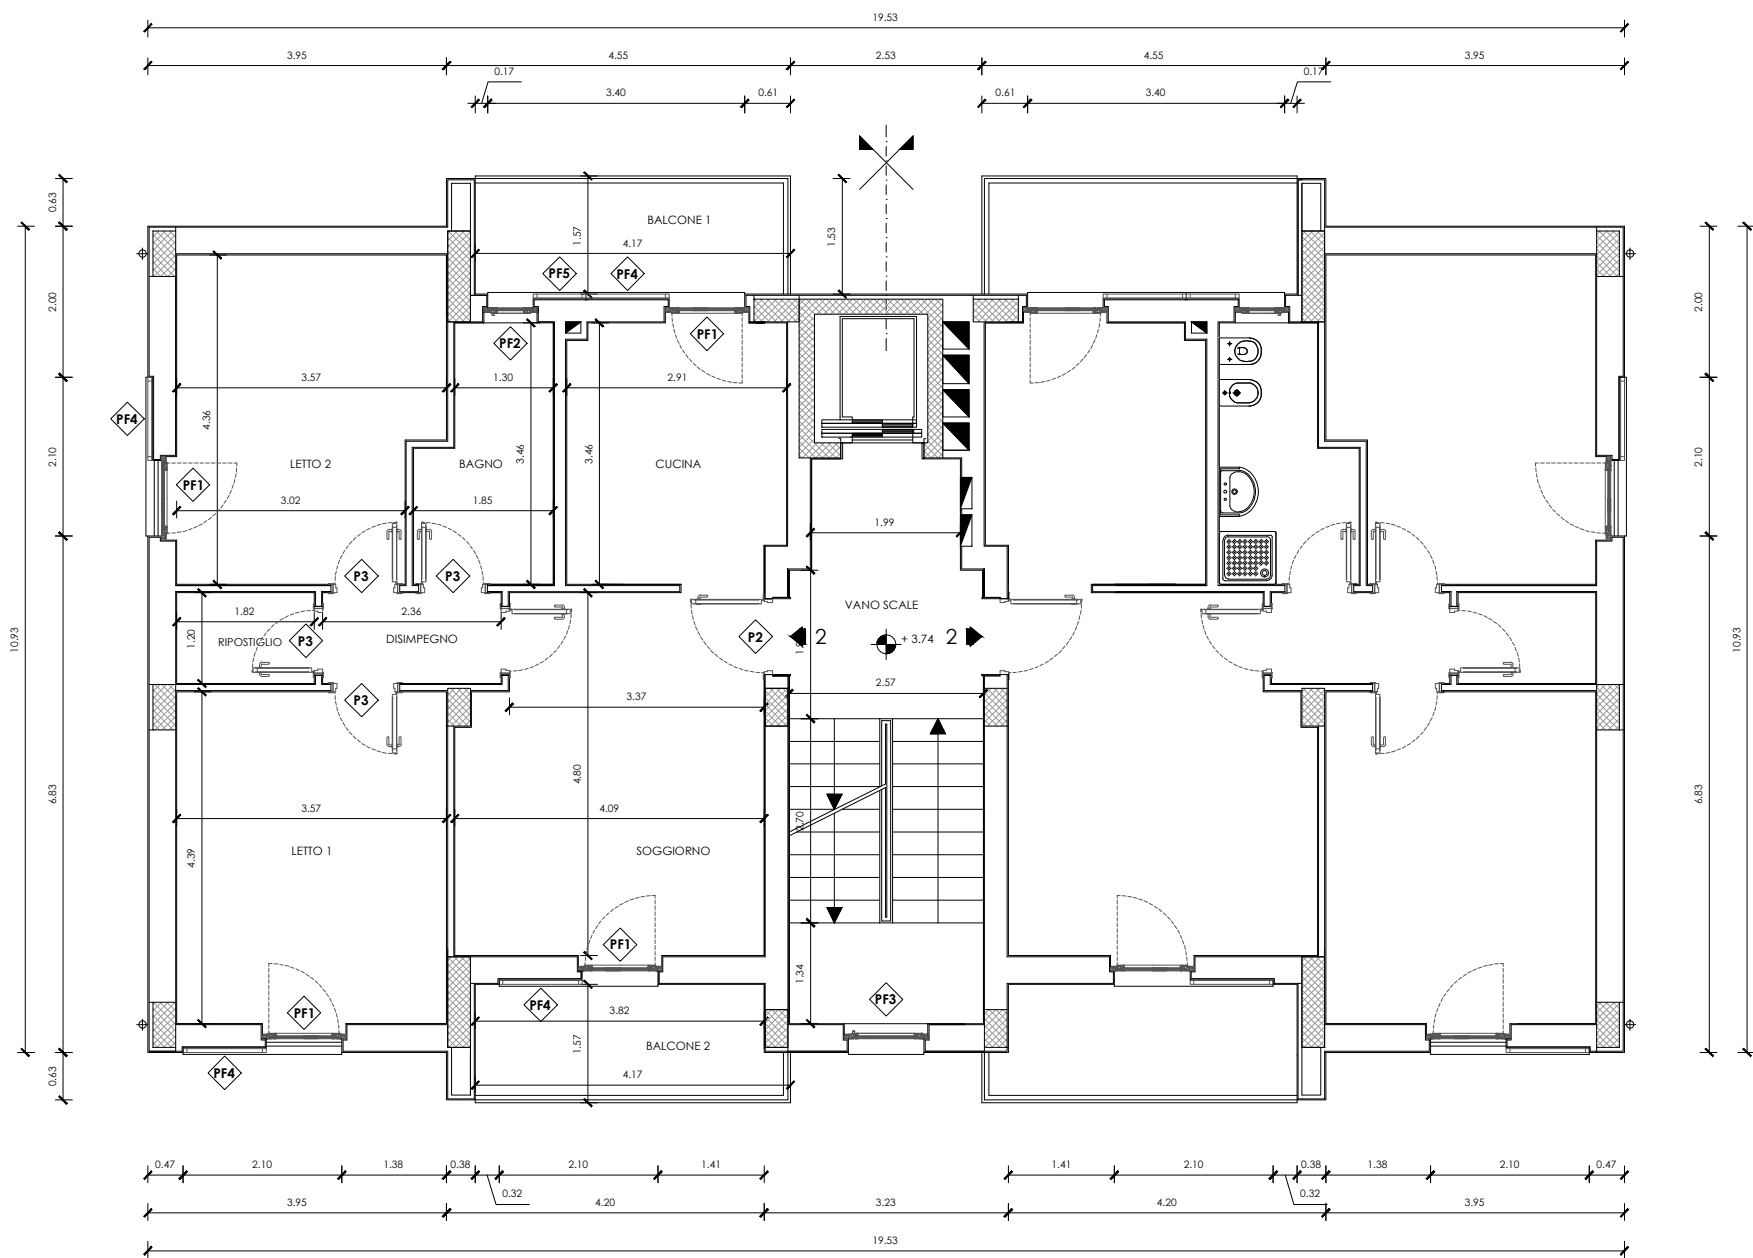 19.53
3.95 4.55 2.53 4.55 3.95
0.17 0.17
3.40 0.61 0.61 3.40
0.63 1.57 BALCONE 1 1.53
4.17
PF5 PF4
2.00 2.00
PF2 PF1
3.57 1.30 2.91
PF4 4.36
2.10 LETTO 2 BAGNO 3.46 3.46 CUCINA 2.10
PF1
3.02 1.85 1.99
P3 P3
1.82 2.36 VANO SCALE
10.93 1.20 RIPOSTIGLIO P3 DISIMPEGNO P2 2 + 3.74 2 10.93
P3 3.37 2.57
4.80
6.83 3.57 4.09 6.83
4.39 LETTO 1 SOGGIORNO
PF1
1.34
PF1 PF4 3.82 PF3
1.57 BALCONE 2
PF4 4.17
0.63
0.47 2.10 1.38 0.38 2.10 1.41 1.41 2.10 0.38 1.38 2.10 0.47
0.32 0.32
3.95 4.20 3.23 4.20 3.95
19.53